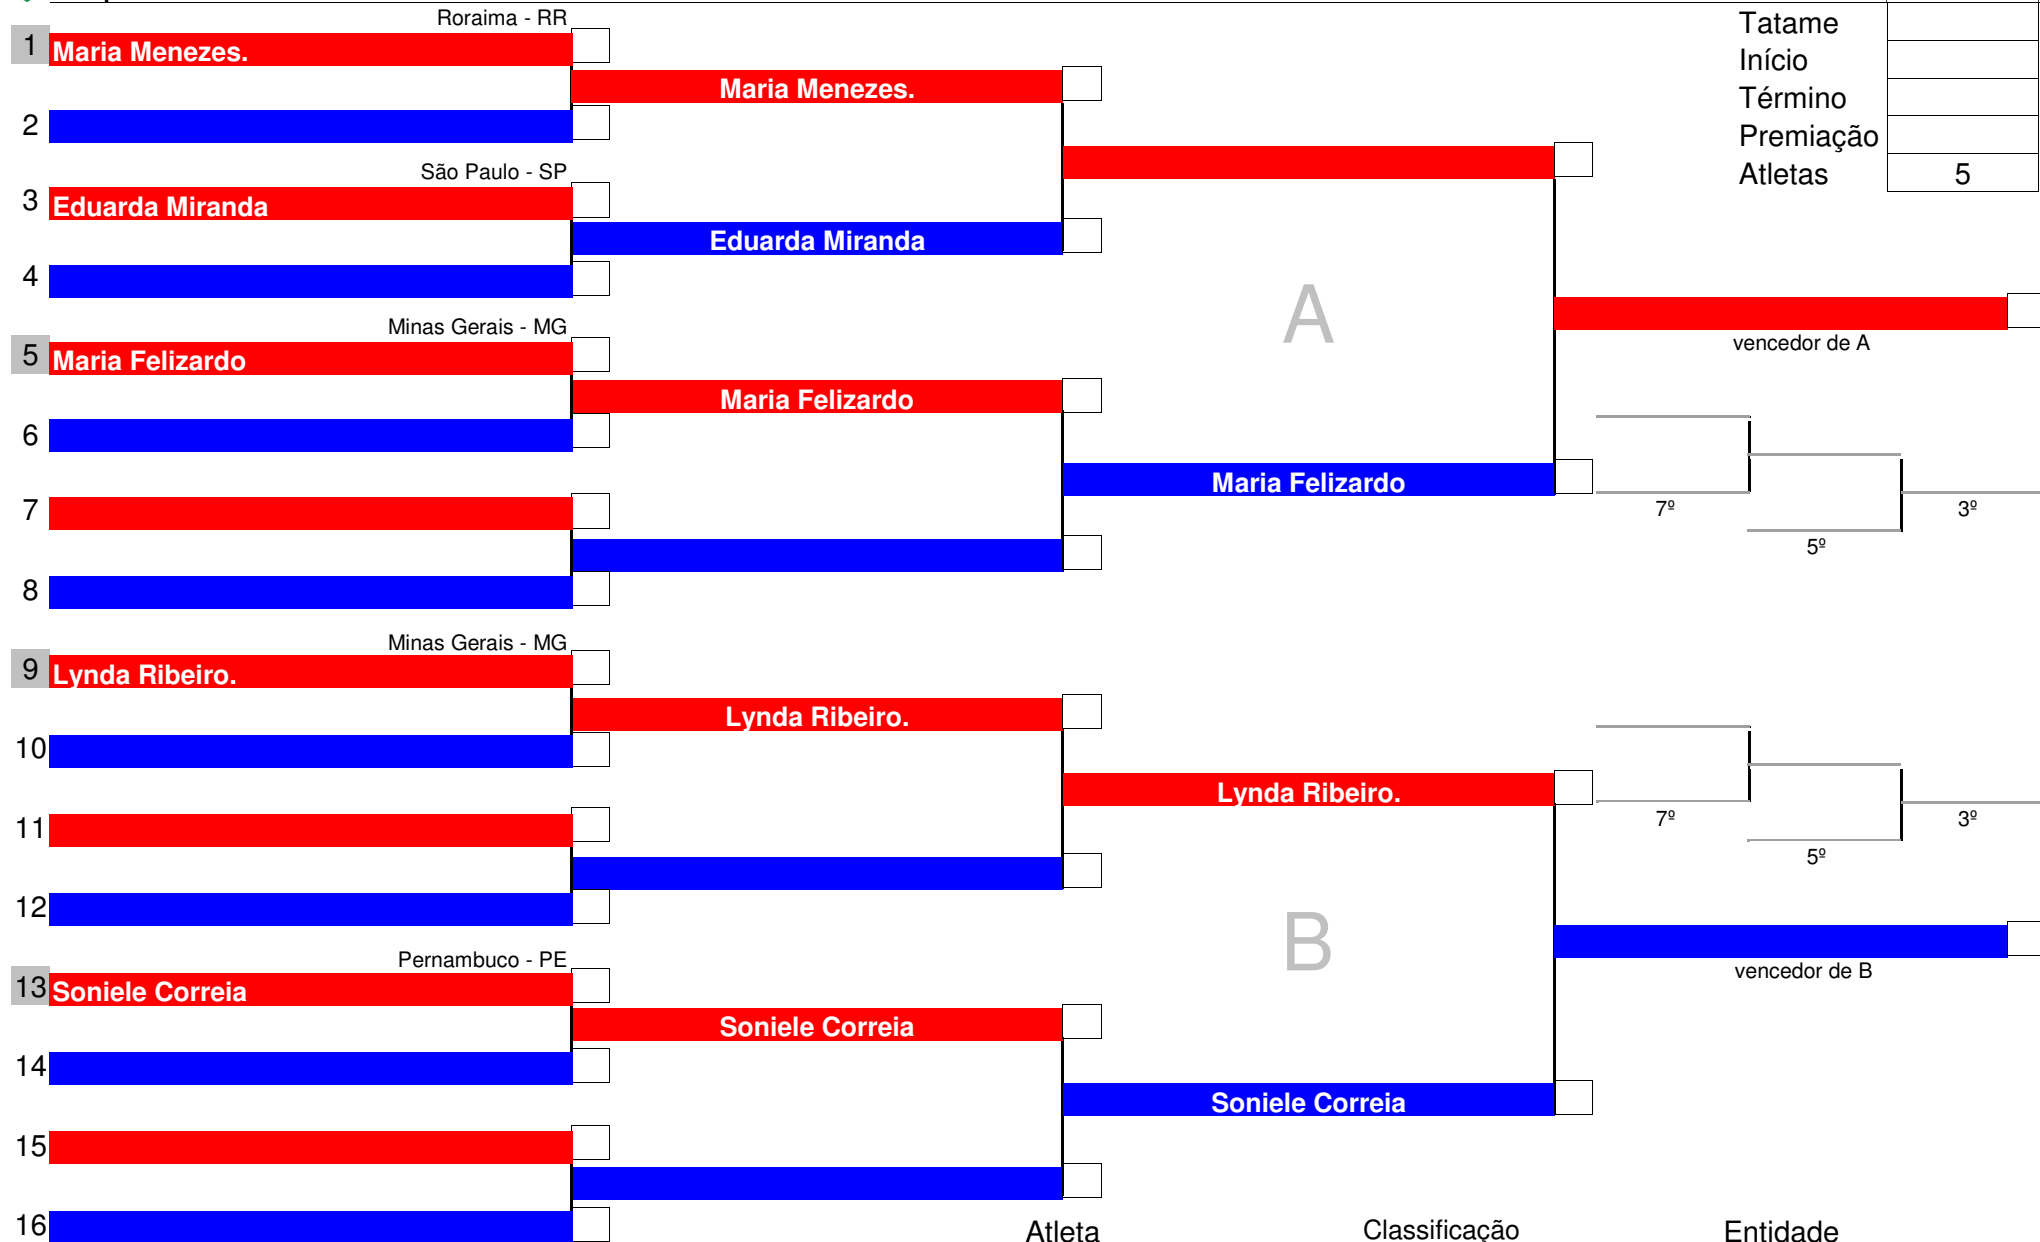 Roraima - RR
Tatame
1 Maria Menezes.
Início
Maria Menezes.
Término
2
Premiação
São Paulo - SP
Atletas 5
3 Eduarda Miranda
Eduarda Miranda
4
A
Minas Gerais - MG
vencedor de A
5 Maria Felizardo
Maria Felizardo
6
Maria Felizardo
7
7º
3º
5º
8
Minas Gerais - MG
9 Lynda Ribeiro.
Lynda Ribeiro.
10
Lynda Ribeiro.
11
7º
3º
5º
12
B
Pernambuco - PE
vencedor de B
13 Soniele Correia
Soniele Correia
14
Soniele Correia
15
16
Atleta Classificação Entidade